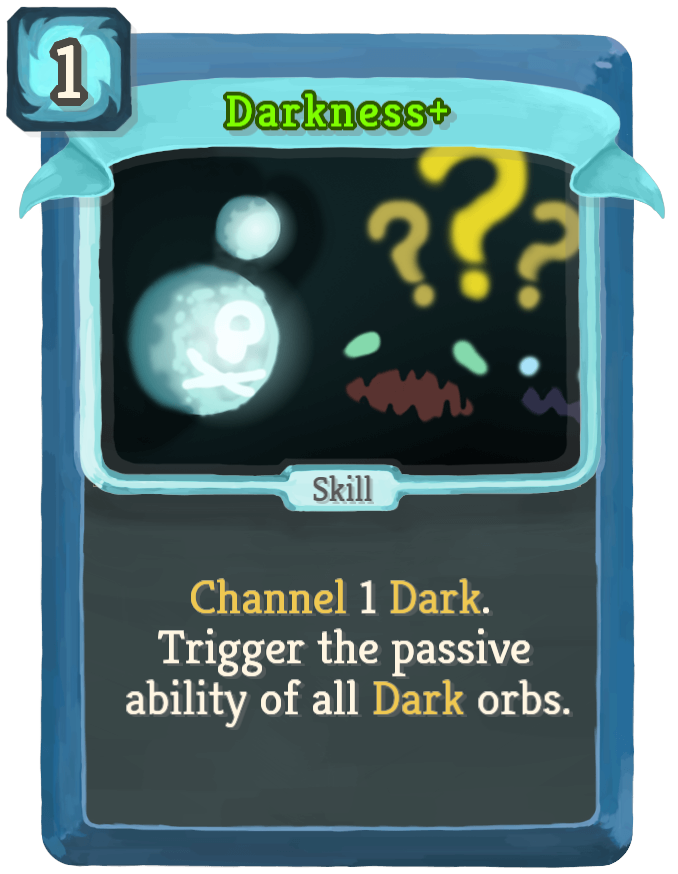 1
Darkness+
? ? ?
Skill
Channel 1 Dark.
Trigger the passive
ability of all Dark orbs.